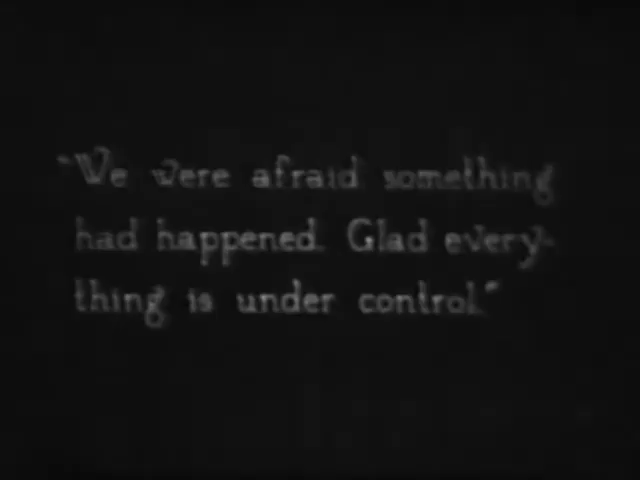 "We were afraid something
had happened. Glad every-
thing is under control."